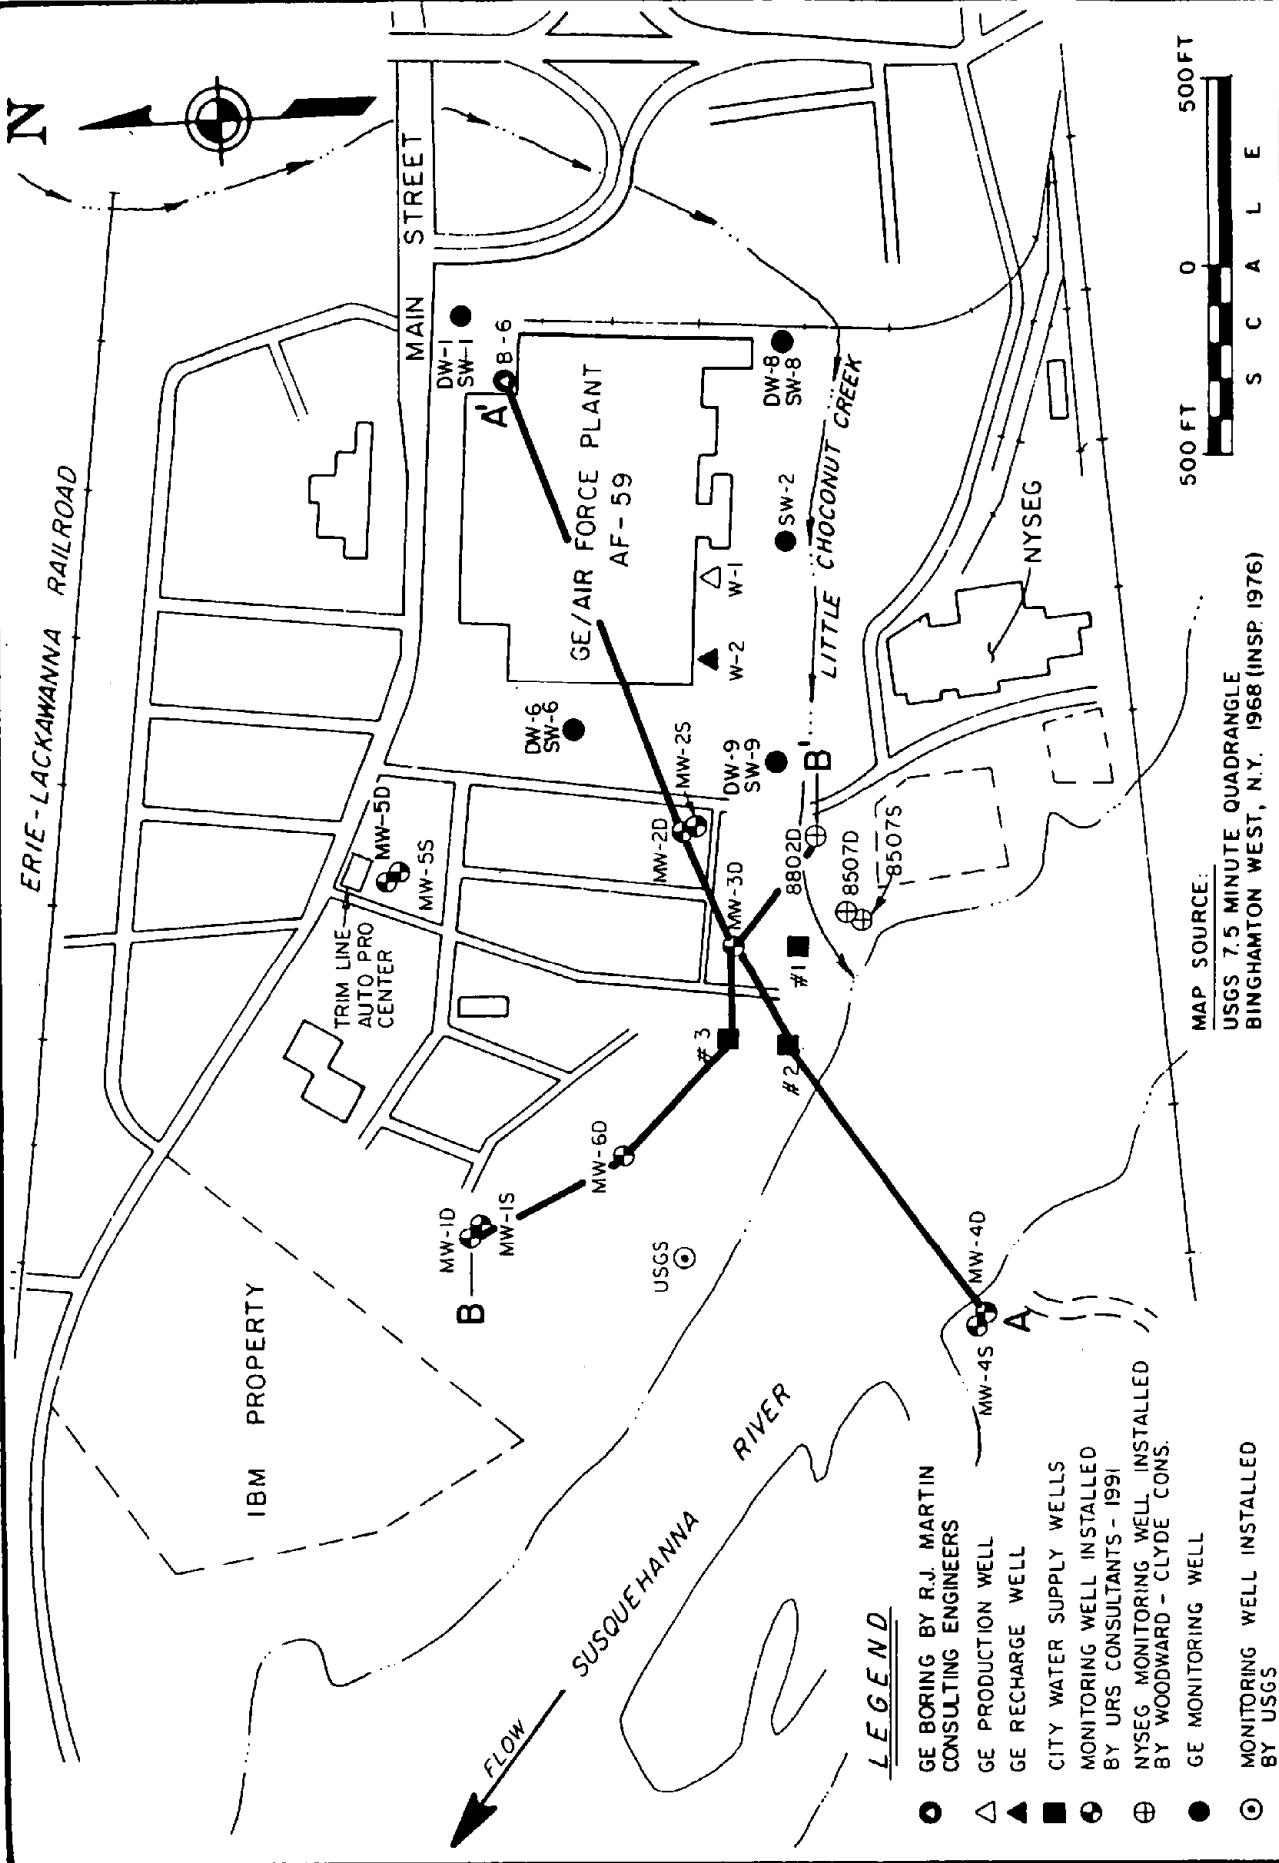 N
ERIE-LACKAWANNA RAILROAD
MAIN STREET
DW-1
SW-1
B-6
A'
GE/AIR FORCE PLANT
AF-59
DW-8
SW-8
SW-2
W-1
W-2
LITTLE CHOCONUT CREEK
NYSEG
DW-6
SW-6
MW-2S
MW-2D
DW-9
SW-9
B'
8802D
8507D
8507S
MW-5D
MW-5S
TRIM LINE
AUTO PRO
CENTER
MW-3D
#1
#3
#2
MW-6D
MW-1D
MW-1S
B
USGS
IBM PROPERTY
MW-4D
A
MW-4S
SUSQUEHANNA RIVER
FLOW
500 FT 0 500 FT
SCALE
MAP SOURCE:
USGS 7.5 MINUTE QUADRANGLE
BINGHAMTON WEST, N.Y. 1968 (INSP. 1976)
LEGEND
GE BORING BY R.J. MARTIN
CONSULTING ENGINEERS
GE PRODUCTION WELL
GE RECHARGE WELL
CITY WATER SUPPLY WELLS
MONITORING WELL INSTALLED
BY URS CONSULTANTS - 1991
NYSEG MONITORING WELL INSTALLED
BY WOODWARD - CLYDE CONS.
GE MONITORING WELL
MONITORING WELL INSTALLED
BY USGS